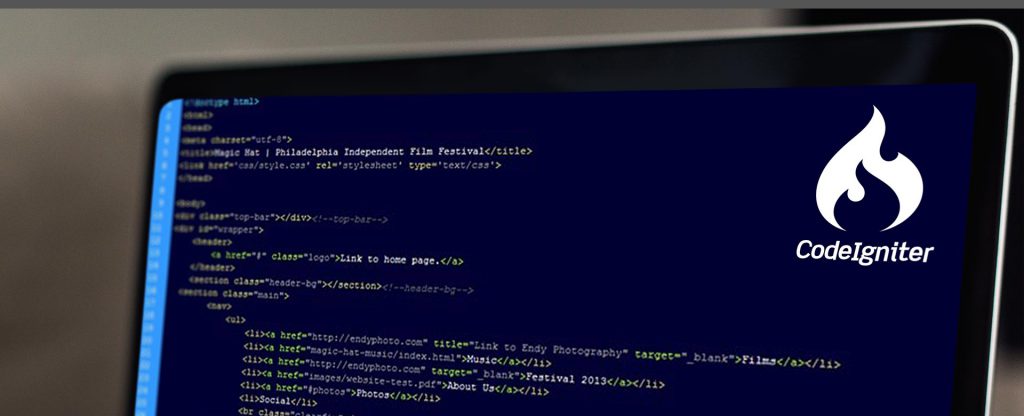 <!doctype html>
<html>
<head>
<meta charset="utf-8">
<title>Magic Hat | Philadelphia Independent Film Festival</title>
<link href='css/style.css' rel='stylesheet' type='text/css'>
</head>
<body>
<div class="top-bar"></div><!--top-bar-->
<div id="wrapper">
<header>
<a href="#" class="logo">Link to home page.</a>
</header>
<section class="header-bg"></section><!--header-bg-->
<section class="main">
<nav>
<ul>
<li><a href="http://endyphoto.com" title="Link to Endy Photography" target="_blank">Films</a></li>
<li><a href="magic-hat-music/index.html">Music</a></li>
<li><a href="http://endyphoto.com" target="_blank">Festival 2013</a></li>
<li><a href="images/website-test.pdf">About Us</a></li>
<li><a href="#photos">Photos</a></li>
<li>Social</li>
<br
CodeIgniter